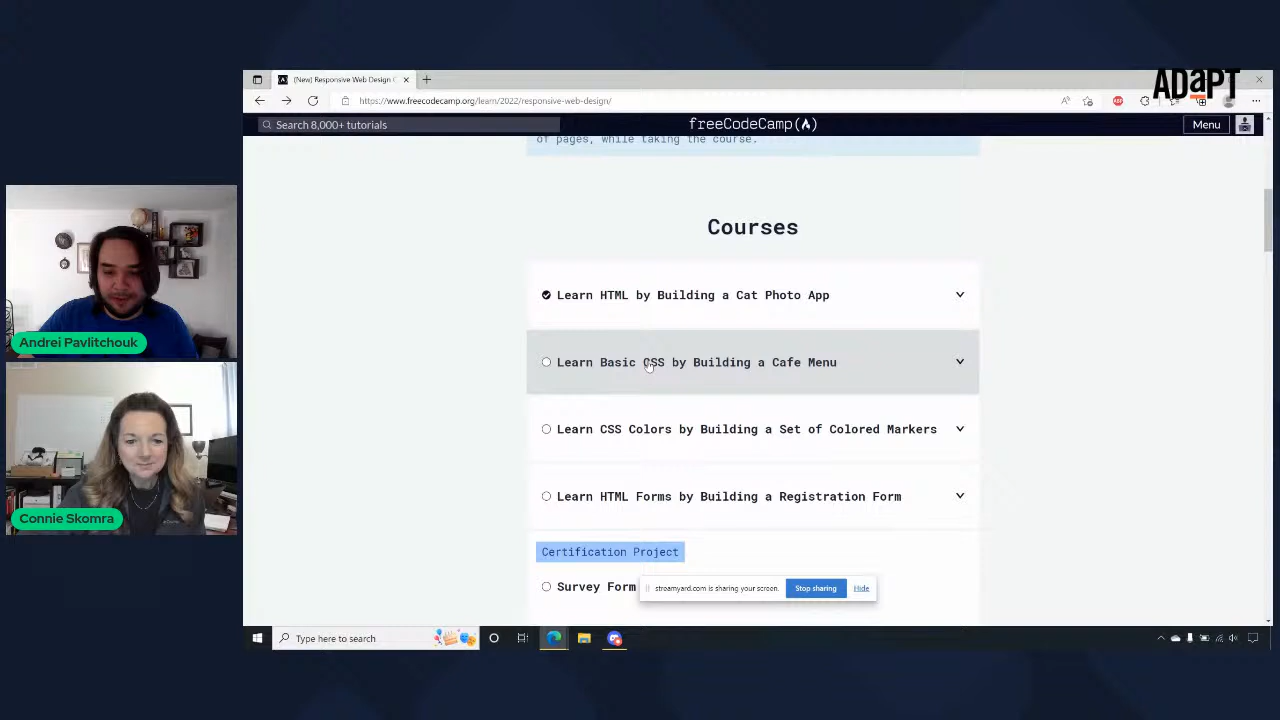 (New) Responsive Web Design (
ADaPT
https://www.freecodecamp.org/learn/2022/responsive-web-design/
Search 8,000+ tutorials
freeCodeCamp
Menu
of pages, while taking the course.
Courses
Learn HTML by Building a Cat Photo App
Learn Basic CSS by Building a Cafe Menu
Learn CSS Colors by Building a Set of Colored Markers
Learn HTML Forms by Building a Registration Form
Certification Project
Survey Form
streamyard.com is sharing your screen.
Stop sharing
Hide
Type here to search
Andrei Pavlitchouk
Connie Skomra